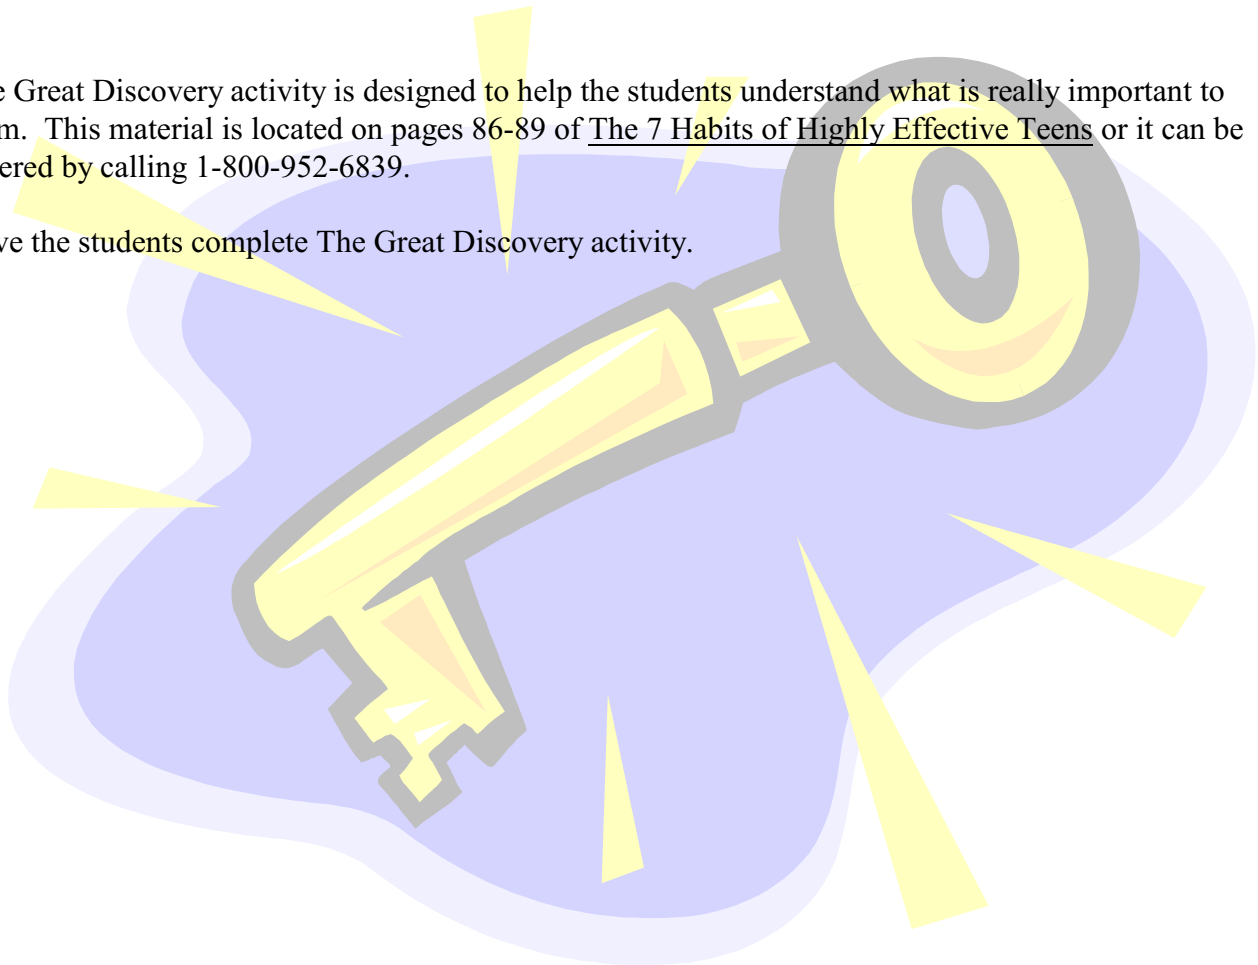 e Great Discovery activity is designed to help the students understand what is really important to
m. This material is located on pages 86-89 of The 7 Habits of Highly Effective Teens or it can be
ered by calling 1-800-952-6839.
ve the students complete The Great Discovery activity.